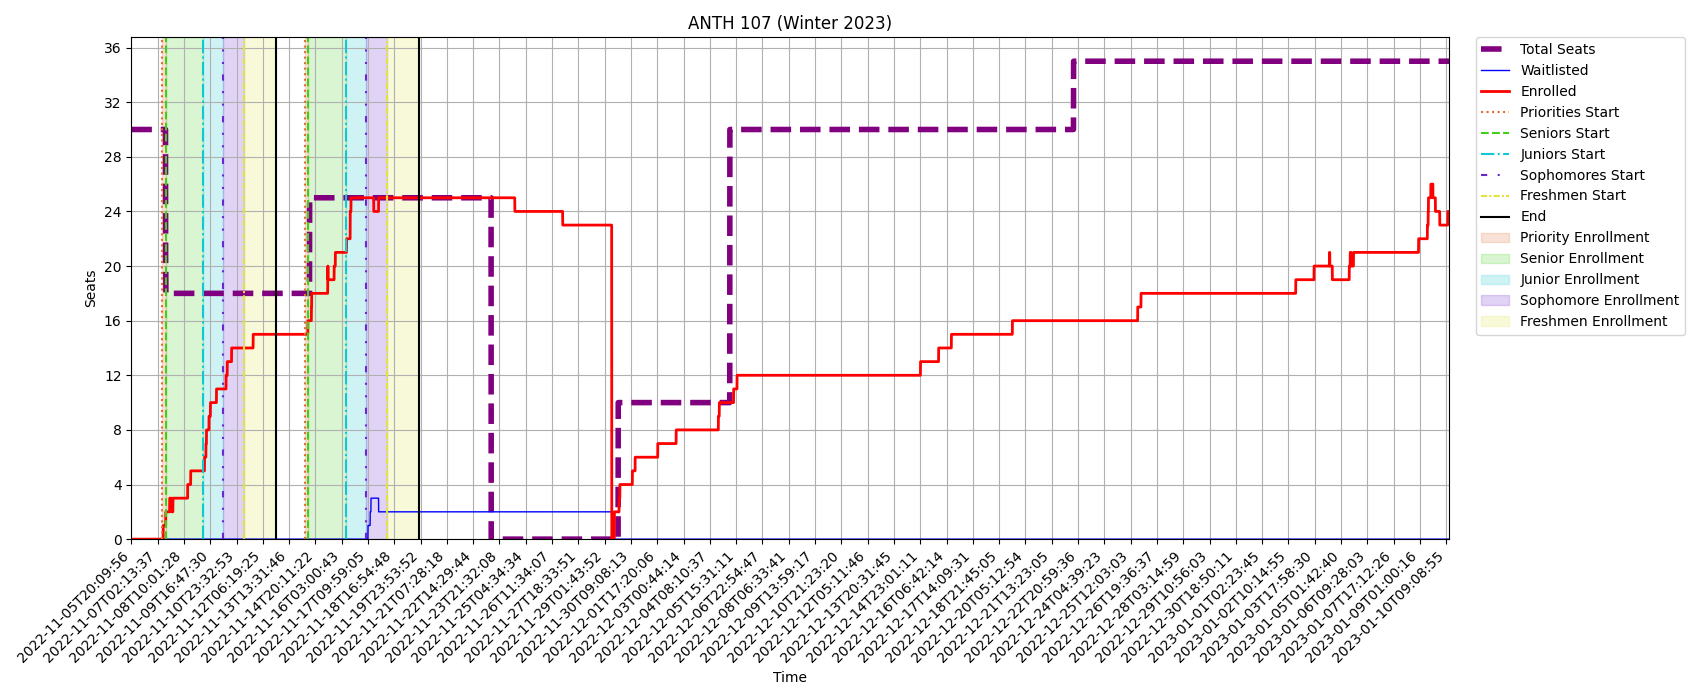 ANTH 107 (Winter 2023)
Seats
36
32
28
24
20
16
12
8
4
0
2022-11-05T20:09:56
2022-11-07T02:13:37
2022-11-08T10:01:28
2022-11-09T16:47:30
2022-11-10T23:32:53
2022-11-12T06:19:23
2022-11-13T13:31:46
2022-11-14T20:11:22
2022-11-16T03:00:43
2022-11-17T09:59:05
2022-11-18T16:54:48
2022-11-19T23:53:52
2022-11-21T07:28:18
2022-11-22T14:29:44
2022-11-23T21:32:08
2022-11-25T04:34:34
2022-11-26T11:34:07
2022-11-27T18:33:51
2022-11-29T01:43:52
2022-11-30T09:08:13
2022-12-01T17:20:06
2022-12-03T00:44:14
2022-12-04T08:10:37
2022-12-05T15:31:11
2022-12-06T22:54:47
2022-12-08T06:33:41
2022-12-09T13:59:17
2022-12-10T21:23:20
2022-12-12T05:11:46
2022-12-13T20:31:45
2022-12-14T23:01:11
2022-12-16T06:42:14
2022-12-17T14:09:31
2022-12-18T21:45:05
2022-12-20T05:12:54
2022-12-21T13:23:05
2022-12-22T20:59:36
2022-12-24T04:39:23
2022-12-25T12:03:03
2022-12-26T19:36:37
2022-12-28T03:14:59
2022-12-29T10:56:03
2022-12-30T18:50:11
2023-01-01T02:23:45
2023-01-02T10:14:55
2023-01-03T17:58:30
2023-01-05T01:42:40
2023-01-06T09:28:03
2023-01-07T17:12:26
2023-01-09T01:00:16
2023-01-10T09:08:55
Time
Total Seats
Waitlisted
Enrolled
Priorities Start
Seniors Start
Juniors Start
Sophomores Start
Freshmen Start
End
Priority Enrollment
Senior Enrollment
Junior Enrollment
Sophomore Enrollment
Freshmen Enrollment